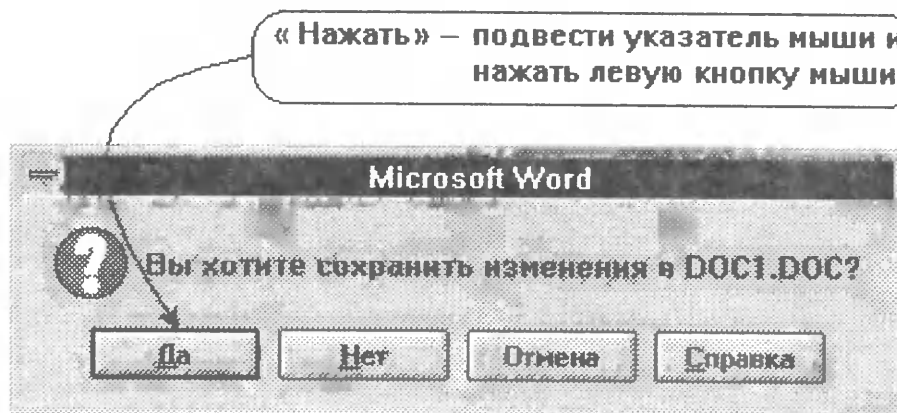 « Нажать» – подвести указатель мыши и
нажать левую кнопку мыши
Microsoft Word
Вы хотите сохранить изменения в DOC1.DOC?
Да
Нет
Отмена
Справка